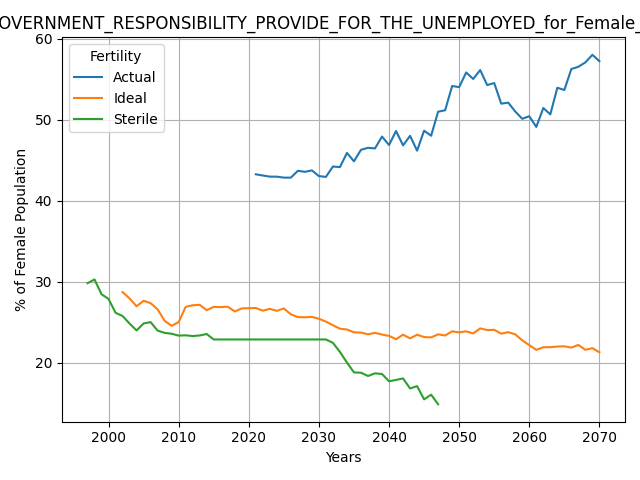 OVERNMENT_RESPONSIBILITY_PROVIDE_FOR_THE_UNEMPLOYED_for_Female_
Fertility
Actual
Ideal
Sterile
% of Female Population
60
50
40
30
20
2000 2010 2020 2030 2040 2050 2060 2070
Years